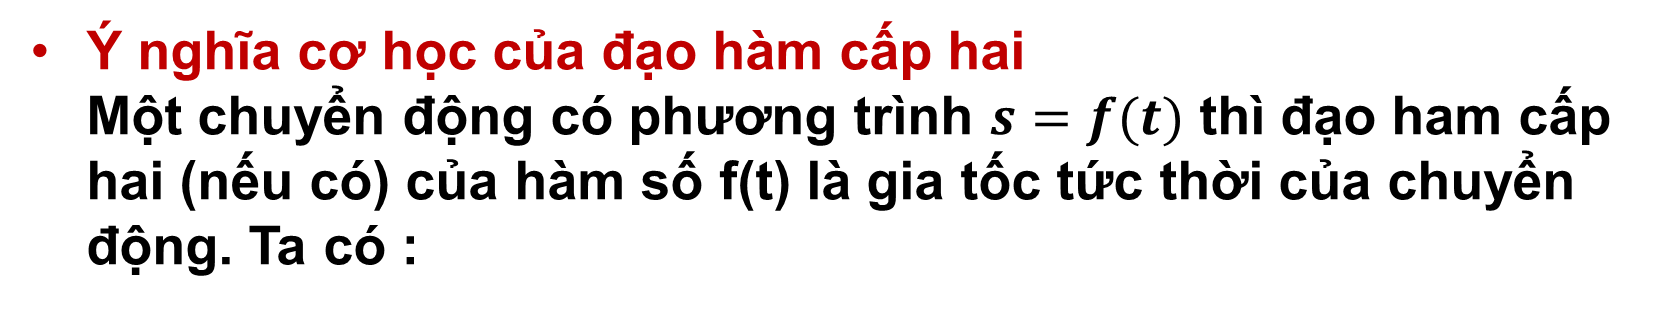 • Ý nghĩa cơ học của đạo hàm cấp hai
Một chuyển động có phương trình s = f(t) thì đạo ham cấp
hai (nếu có) của hàm số f(t) là gia tốc tức thời của chuyển
động. Ta có :